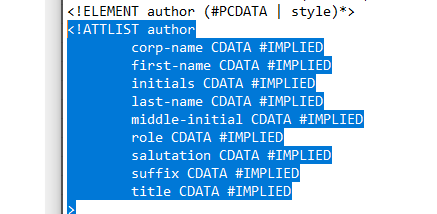 <!ELEMENT author (#PCDATA | style)*>
<!ATTLIST author
corp-name CDATA #IMPLIED
first-name CDATA #IMPLIED
initials CDATA #IMPLIED
last-name CDATA #IMPLIED
middle-initial CDATA #IMPLIED
role CDATA #IMPLIED
salutation CDATA #IMPLIED
suffix CDATA #IMPLIED
title CDATA #IMPLIED
>